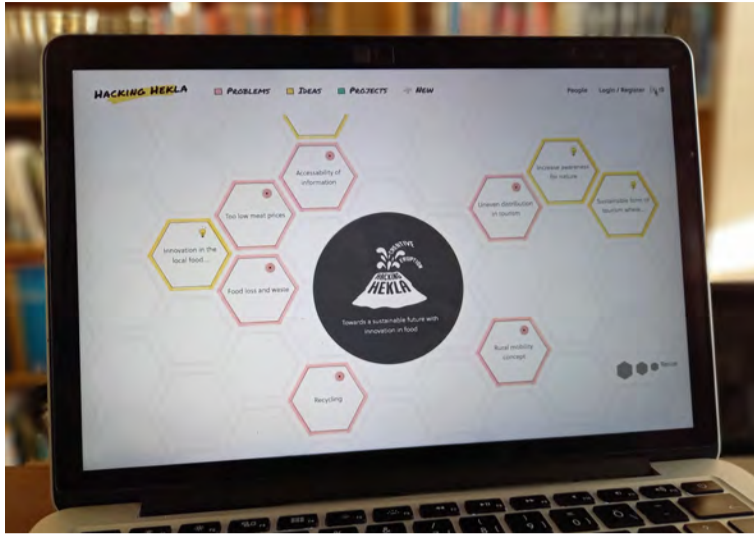 HACKING HEKLA
PROBLEMS
IDEAS
PROJECTS
NEW
People
Login / Register
Accessability of
information
Too low meat prices
Innovation in the
local food...
Food loss and waste
Recycling
CREATIVE
ERUPTION
HACKING
HEKLA
Towards a sustainable future with
innovation in food
Increase awareness
for nature
Uneven distribution
in tourism
Sustainable form of
tourism where...
Rural mobility
concept